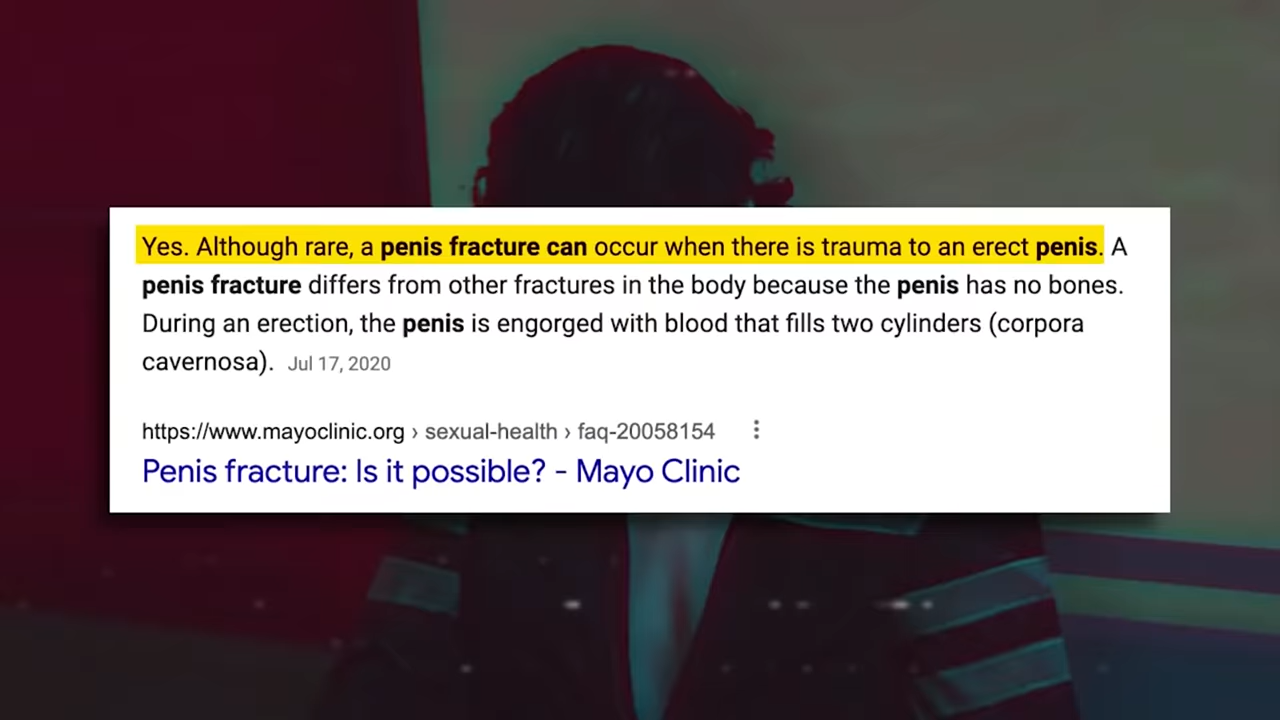 Yes. Although rare, a penis fracture can occur when there is trauma to an erect penis. A
penis fracture differs from other fractures in the body because the penis has no bones.
During an erection, the penis is engorged with blood that fills two cylinders (corpora
cavernosa). Jul 17, 2020
https://www.mayoclinic.org › sexual-health › faq-20058154
Penis fracture: Is it possible? - Mayo Clinic